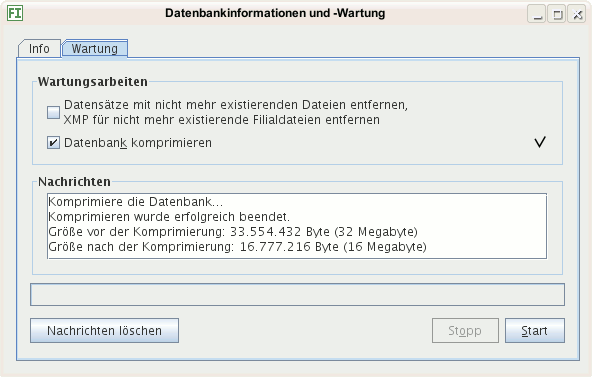 FI
Datenbankinformationen und -Wartung
Info
Wartung
Wartungsarbeiten
Datensätze mit nicht mehr existierenden Dateien entfernen,
XMP für nicht mehr existierende Filialdateien entfernen
Datenbank komprimieren
Nachrichten
Komprimiere die Datenbank...
Komprimieren wurde erfolgreich beendet.
Größe vor der Komprimierung: 33.554.432 Byte (32 Megabyte)
Größe nach der Komprimierung: 16.777.216 Byte (16 Megabyte)
Nachrichten löschen
Stopp
Start